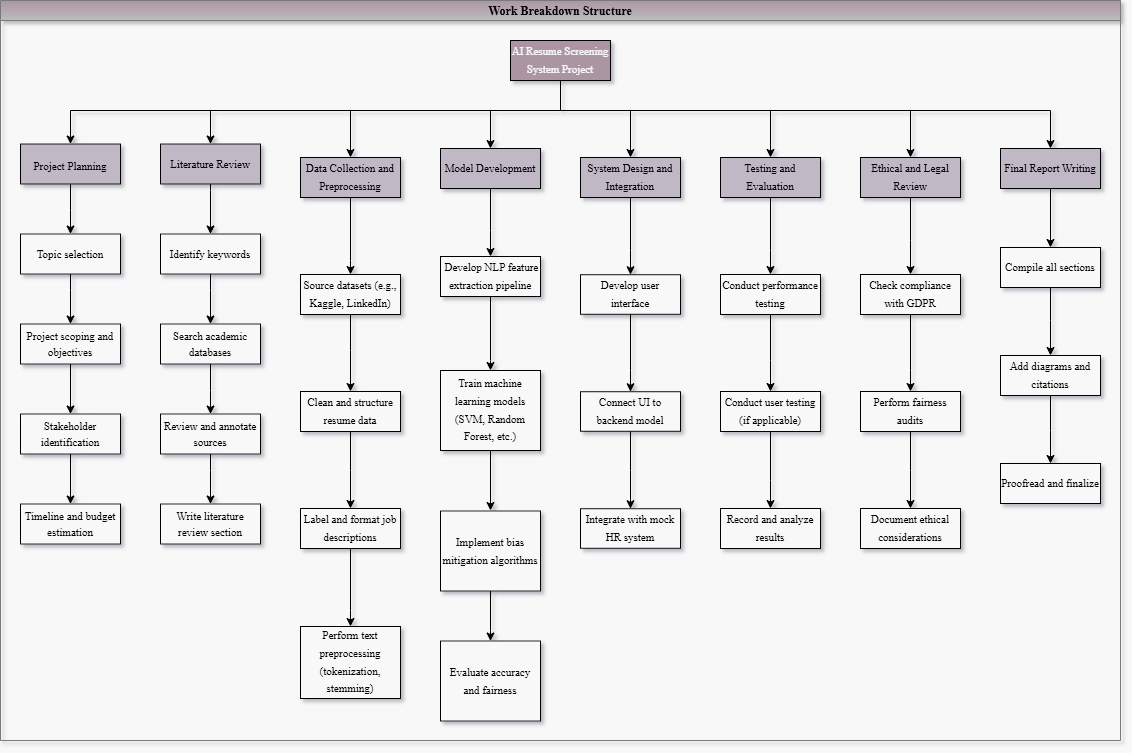 Work Breakdown Structure
AI Resume Screening
System Project
Project Planning
Topic selection
Project scoping and
objectives
Stakeholder
identification
Timeline and budget
estimation
Literature Review
Identify keywords
Search academic
databases
Review and annotate
sources
Write literature
review section
Data Collection and
Preprocessing
Source datasets (e.g.,
Kaggle, LinkedIn)
Clean and structure
resume data
Label and format job
descriptions
Perform text
preprocessing
(tokenization,
stemming)
Model Development
Develop NLP feature
extraction pipeline
Train machine
learning models
(SVM, Random
Forest, etc.)
Implement bias
mitigation algorithms
Evaluate accuracy
and fairness
System Design and
Integration
Develop user
interface
Connect UI to
backend model
Integrate with mock
HR system
Testing and
Evaluation
Conduct performance
testing
Conduct user testing
(if applicable)
Record and analyze
results
Ethical and Legal
Review
Check compliance
with GDPR
Perform fairness
audits
Document ethical
considerations
Final Report Writing
Compile all sections
Add diagrams and
citations
Proofread and finalize